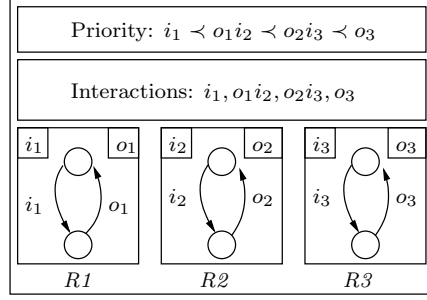 Priority: i₁ ≺ o₁i₂ ≺ o₂i₃ ≺ o₃
Interactions: i₁, o₁i₂, o₂i₃, o₃
i₁ o₁ i₂ o₂ i₃ o₃
i₁ o₁ i₂ o₂ i₃ o₃
R1 R2 R3